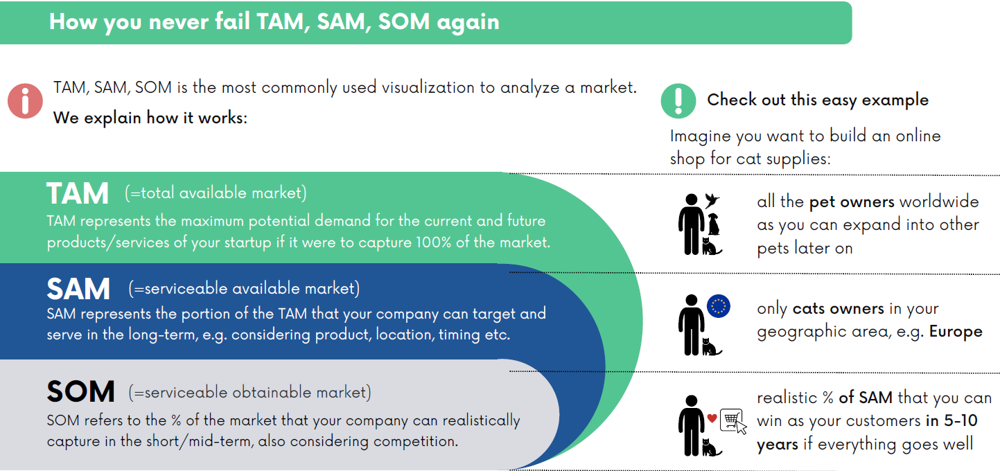 How you never fail TAM, SAM, SOM again
TAM, SAM, SOM is the most commonly used visualization to analyze a market.
We explain how it works:
Check out this easy example
Imagine you want to build an online
shop for cat supplies:
TAM (=total available market)
TAM represents the maximum potential demand for the current and future
products/services of your startup if it were to capture 100% of the market.
all the pet owners worldwide
as you can expand into other
pets later on
SAM (=serviceable available market)
SAM represents the portion of the TAM that your company can target and
serve in the long-term, e.g. considering product, location, timing etc.
only cats owners in your
geographic area, e.g. Europe
SOM (=serviceable obtainable market)
SOM refers to the % of the market that your company can realistically
capture in the short/mid-term, also considering competition.
realistic % of SAM that you can
win as your customers in 5-10
years if everything goes well